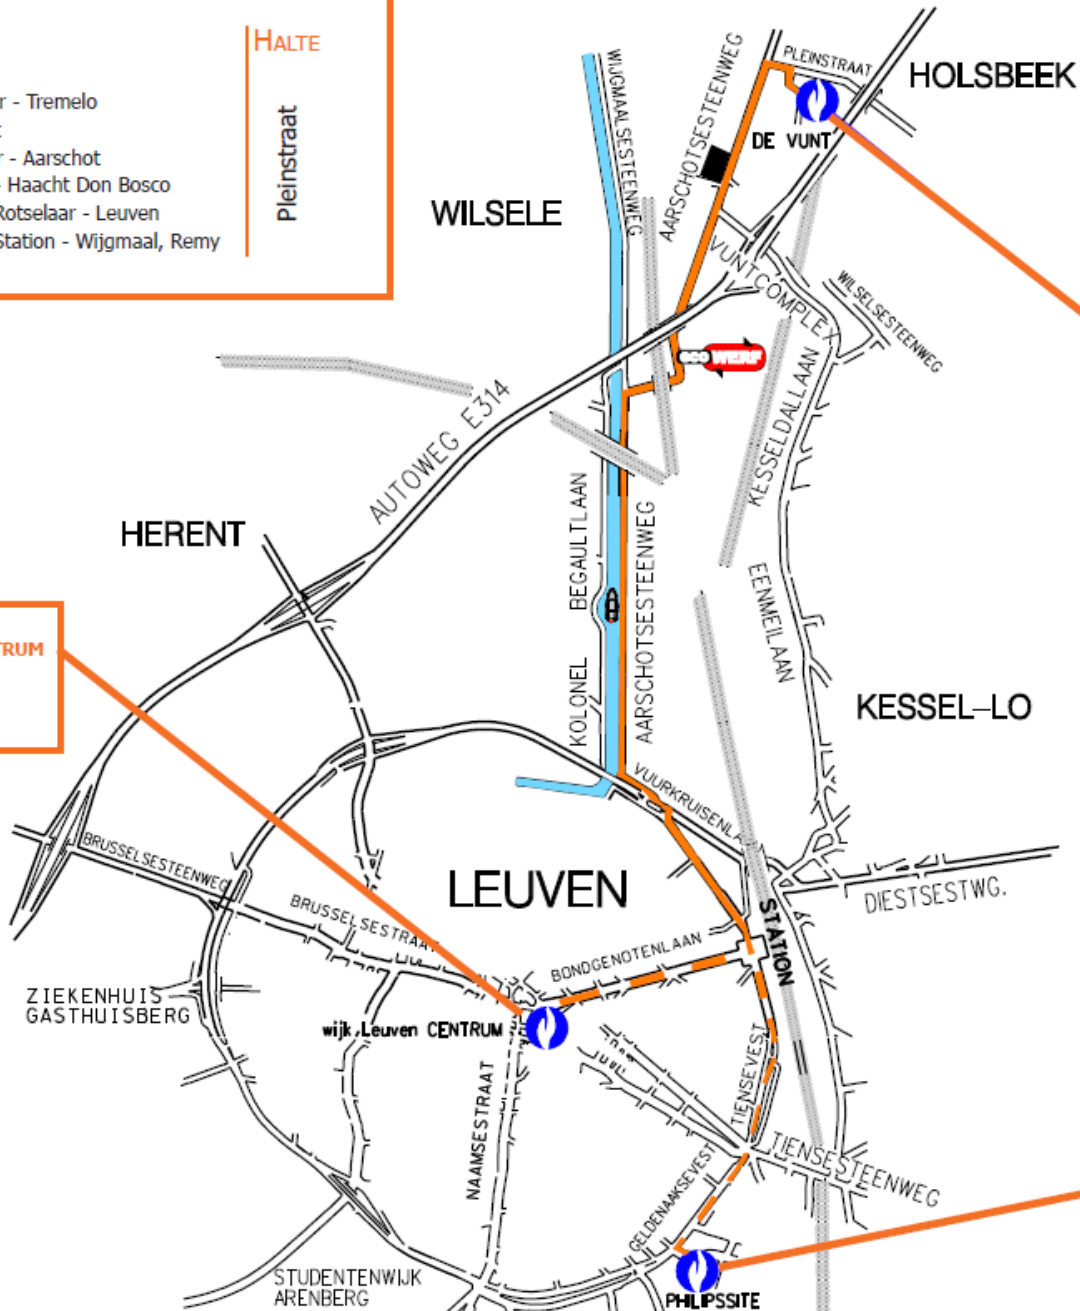 HALTE
r - Tremelo
r - Aarschot
- Haacht Don Bosco
Rotselaar - Leuven
Station - Wijgmaal, Remy
Pleinstraat
PLEINSTRAAT
HOLSBEEK
DE VUNT
WIJGMAALSESTEENWEG
AARSCHOTSESTEENWEG
WILSELE
VUNTCOMPLEX
WILSELSESTEENWEG
eco WERF
KESSELDALLAAN
AUTOWEG E314
HERENT
KOLONEL BEGAULTLAAN
AARSCHOTSESTEENWEG
EENMEILAAN
TRUM
KESSEL-LO
VUURKRUISENLA
BRUSSELSESTEENWEG
LEUVEN
DIESTSESTWG.
BRUSSELSESTRAAT
STATION
BONDGENOTENLAAN
ZIEKENHUIS
GASTHUISBERG
wijk Leuven CENTRUM
NAAMSESTRAAT
TIENSEVEST
TIENSESTEENWEG
GELDENAAKSEVEST
STUDENTENWIJK
ARENBERG
PHILIPSSITE